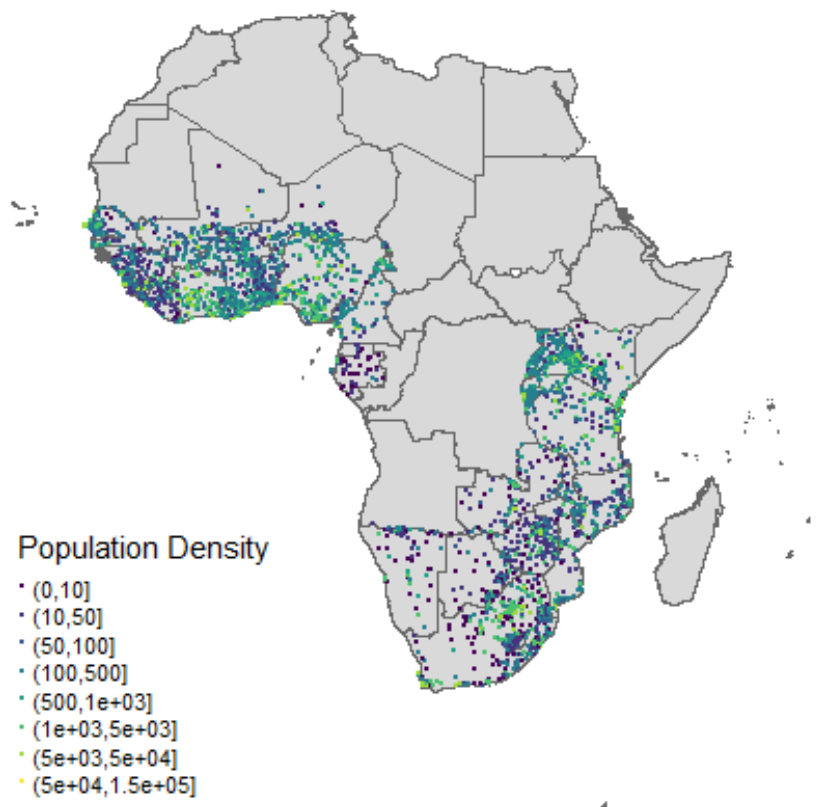 Population Density
(0,10]
(10,50]
(50,100]
(100,500]
(500,1e+03]
(1e+03,5e+03]
(5e+03,5e+04]
(5e+04,1.5e+05]